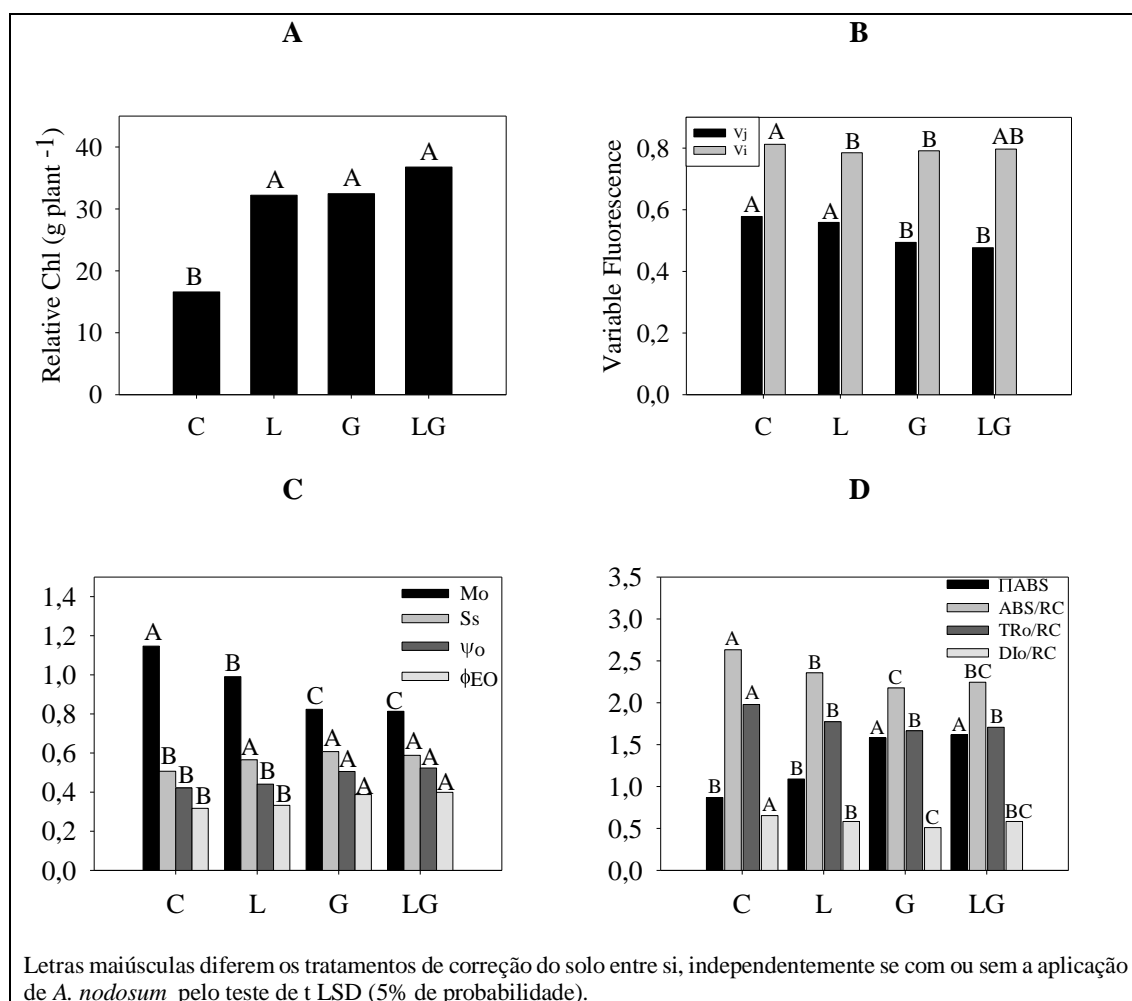 A
B
Relative Chl (g plant -1)
40
30
20
10
0
B
A
A
A
C
L
G
LG
Variable Fluorescence
0,8
0,6
0,4
0,2
0,0
Vj
Vi
A
A
A
B
B
B
B
AB
C
L
G
LG
C
D
1,4
1,2
1,0
0,8
0,6
0,4
0,2
0,0
Mo
Ss
ψo
ϕEO
A
B
B
B
B
A
B
B
C
A
A
A
C
A
A
A
C
L
G
LG
3,5
3,0
2,5
2,0
1,5
1,0
0,5
0,0
ΠABS
ABS/RC
TRo/RC
DIo/RC
B
A
A
A
B
B
B
B
A
C
B
C
A
BC
B
BC
C
L
G
LG
Letras maiúsculas diferem os tratamentos de correção do solo entre si, independentemente se com ou sem a aplicação
de A. nodosum pelo teste de t LSD (5% de probabilidade).